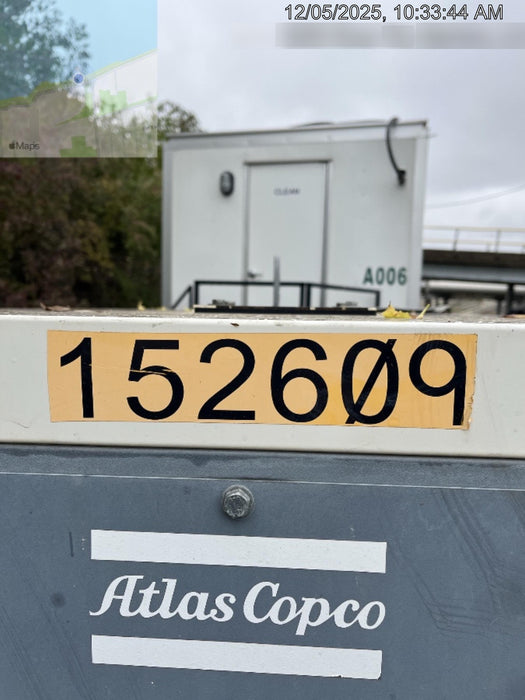 12/05/2025, 10:33:44 AM
Maps
CLEAN
A006
152609
Atlas Copco